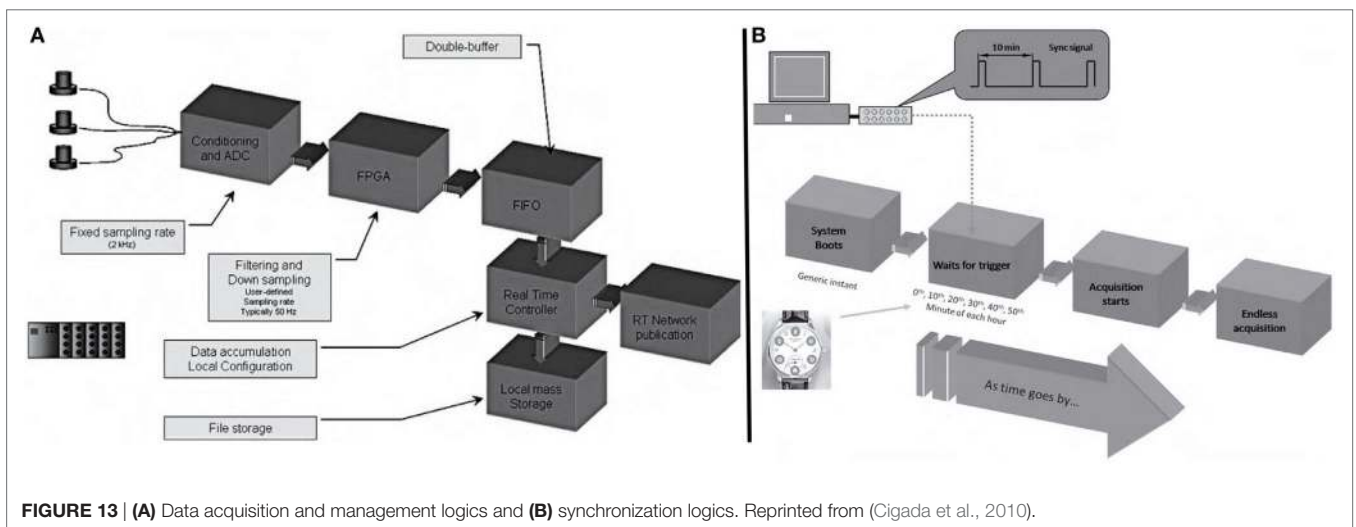 A
Double-buffer
Conditioning
and ADC
FPGA
FIFO
Fixed sampling rate
(2 kHz)
Filtering and
Down sampling
User-defined
Sampling rate
Typically 50 Hz
Real Time
Controller
RT Network
publication
Data accumulation
Local Configuration
Local mass
Storage
File storage
B
10 min
Sync signal
System
Boots
Generic instant
Waits for trigger
0th, 10th, 20th, 30th, 40th, 50th
Minute of each hour
Acquisition
starts
Endless
acquisition
As time goes by...
FIGURE 13 | (A) Data acquisition and management logics and (B) synchronization logics. Reprinted from (Cigada et al., 2010).